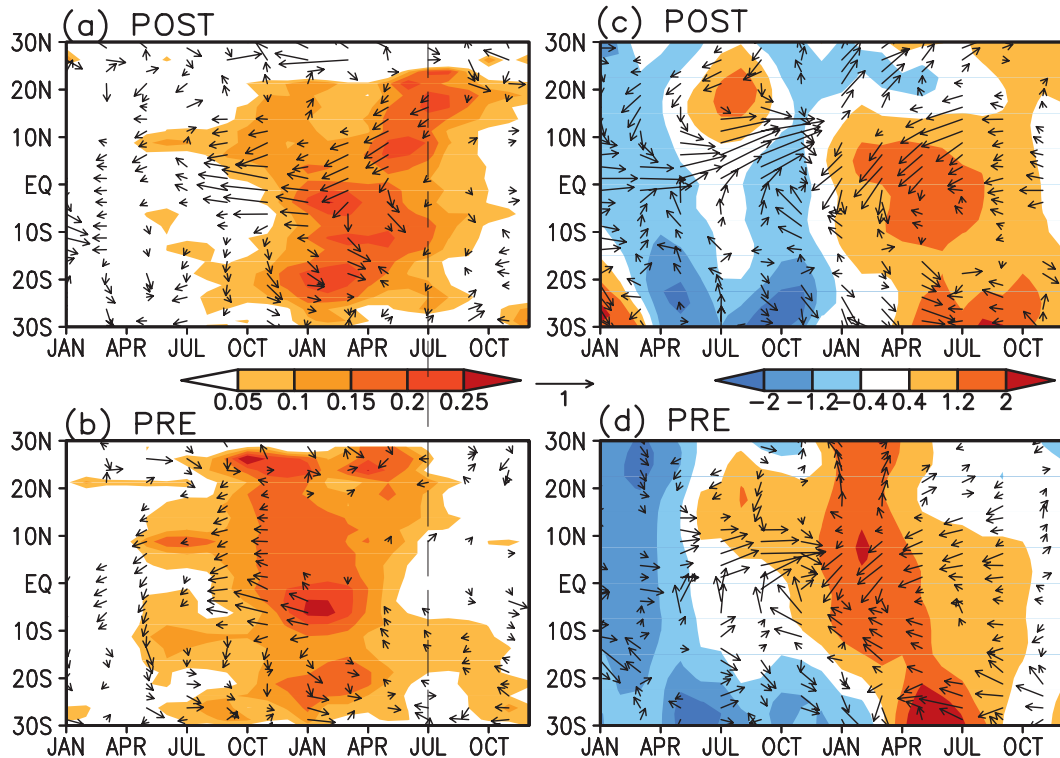 (a) POST
30N
20N
10N
EQ
10S
20S
30S
JAN APR JUL OCT JAN APR JUL OCT
(c) POST
30N
20N
10N
EQ
10S
20S
30S
JAN APR JUL OCT JAN APR JUL OCT
0.05 0.1 0.15 0.2 0.25
1
-2 -1.2 -0.4 0.4 1.2 2
(b) PRE
30N
20N
10N
EQ
10S
20S
30S
JAN APR JUL OCT JAN APR JUL OCT
(d) PRE
30N
20N
10N
EQ
10S
20S
30S
JAN APR JUL OCT JAN APR JUL OCT